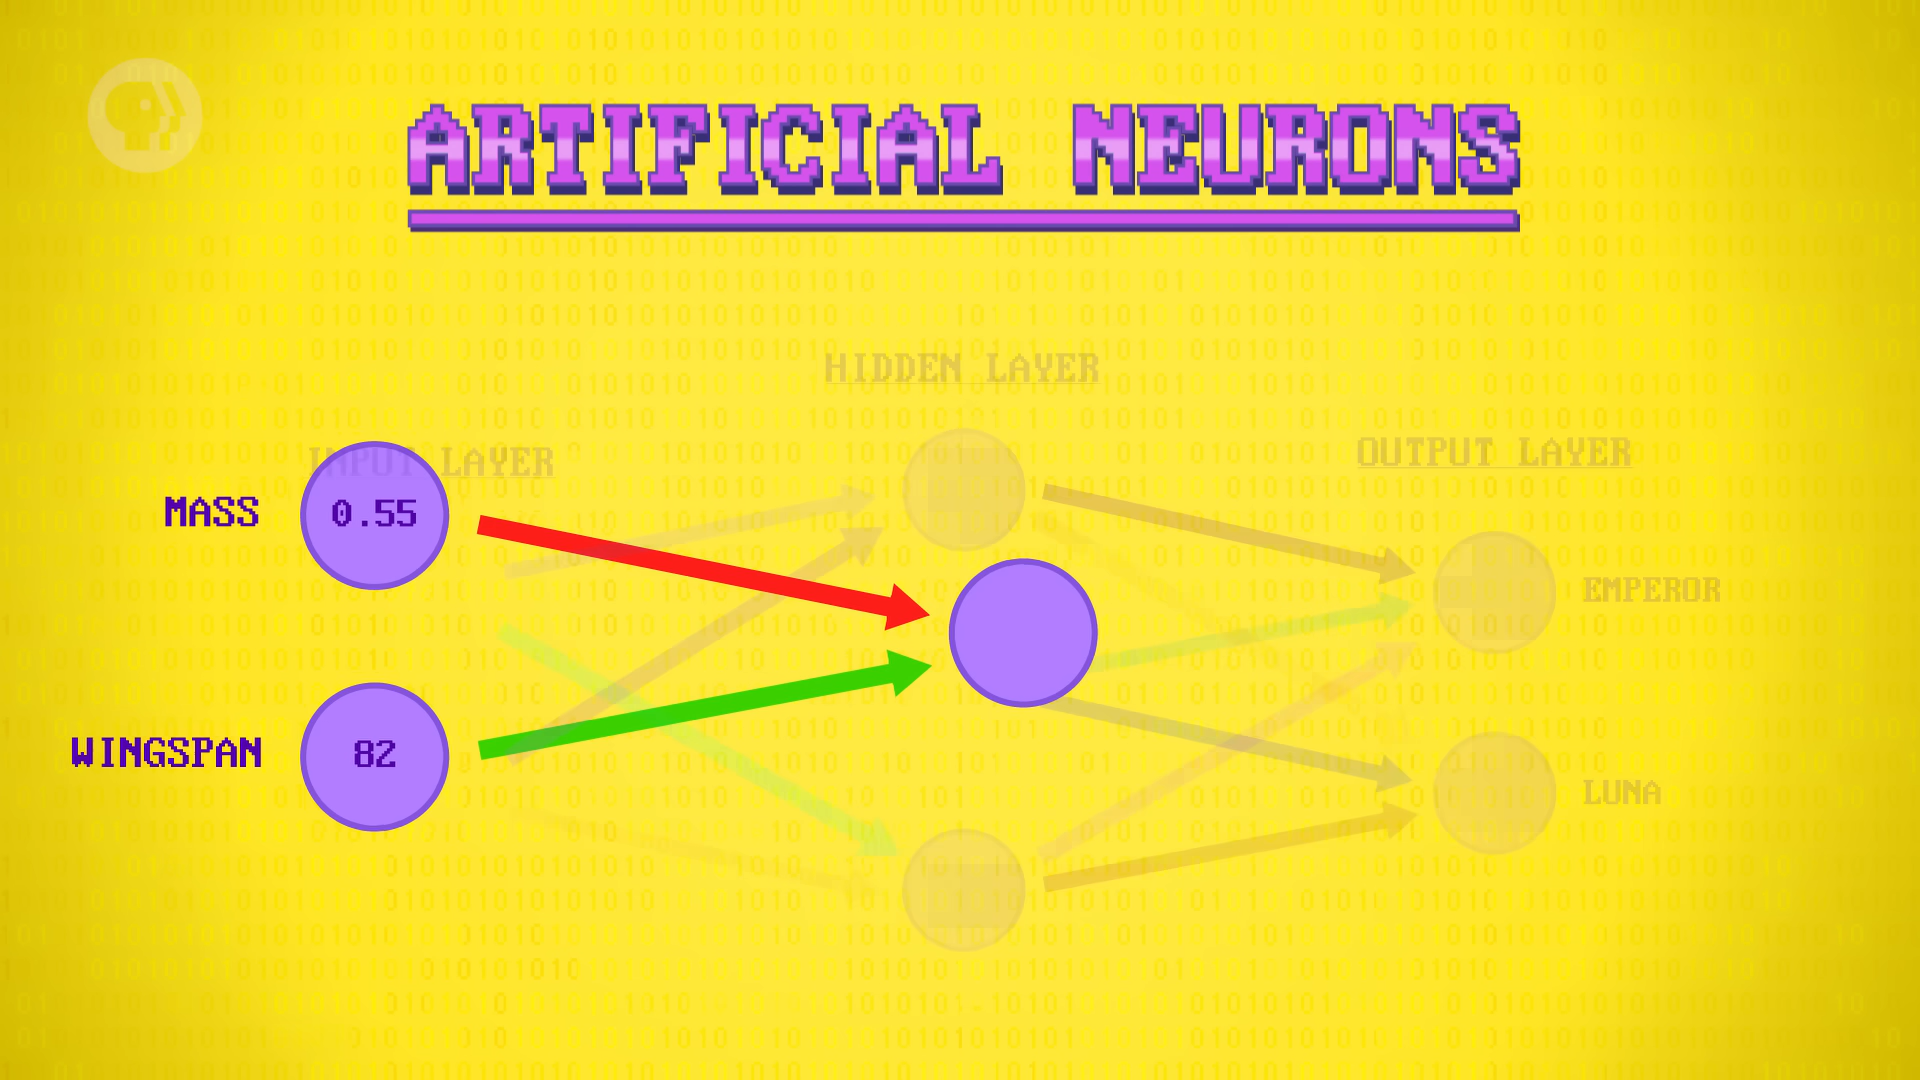 ARTIFICIAL NEURONS
HIDDEN LAYER
INPUT LAYER
OUTPUT LAYER
MASS
0.55
EMPEROR
WINGSPAN
82
LUNA